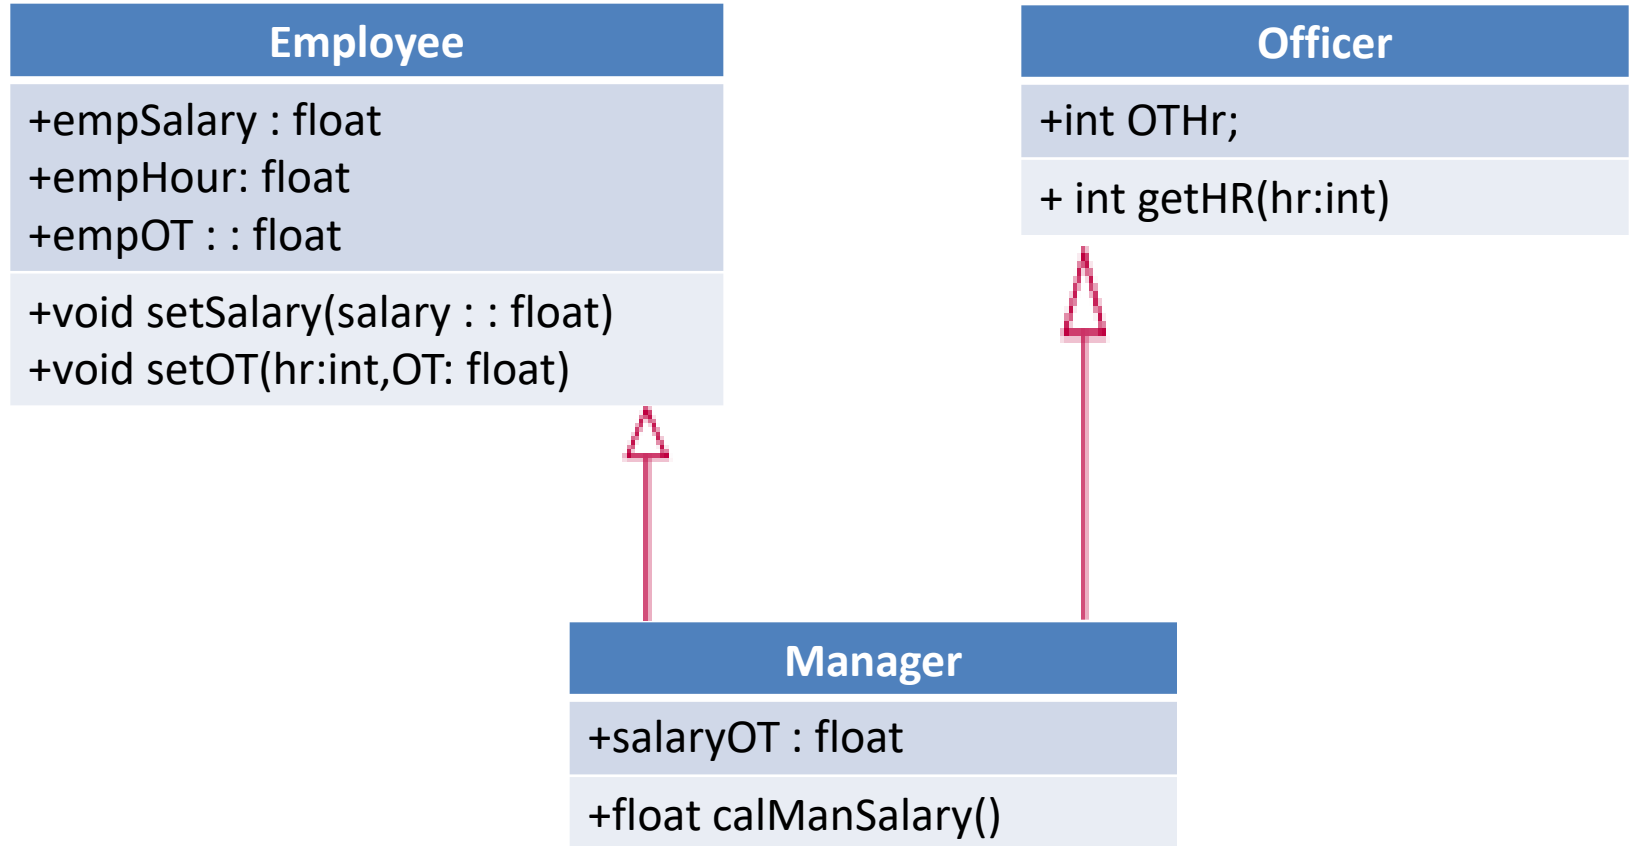 Employee
+empSalary : float
+empHour: float
+empOT : : float
+void setSalary(salary : : float)
+void setOT(hr:int,OT: float)
Officer
+int OTHr;
+ int getHR(hr:int)
Manager
+salaryOT : float
+float calManSalary()